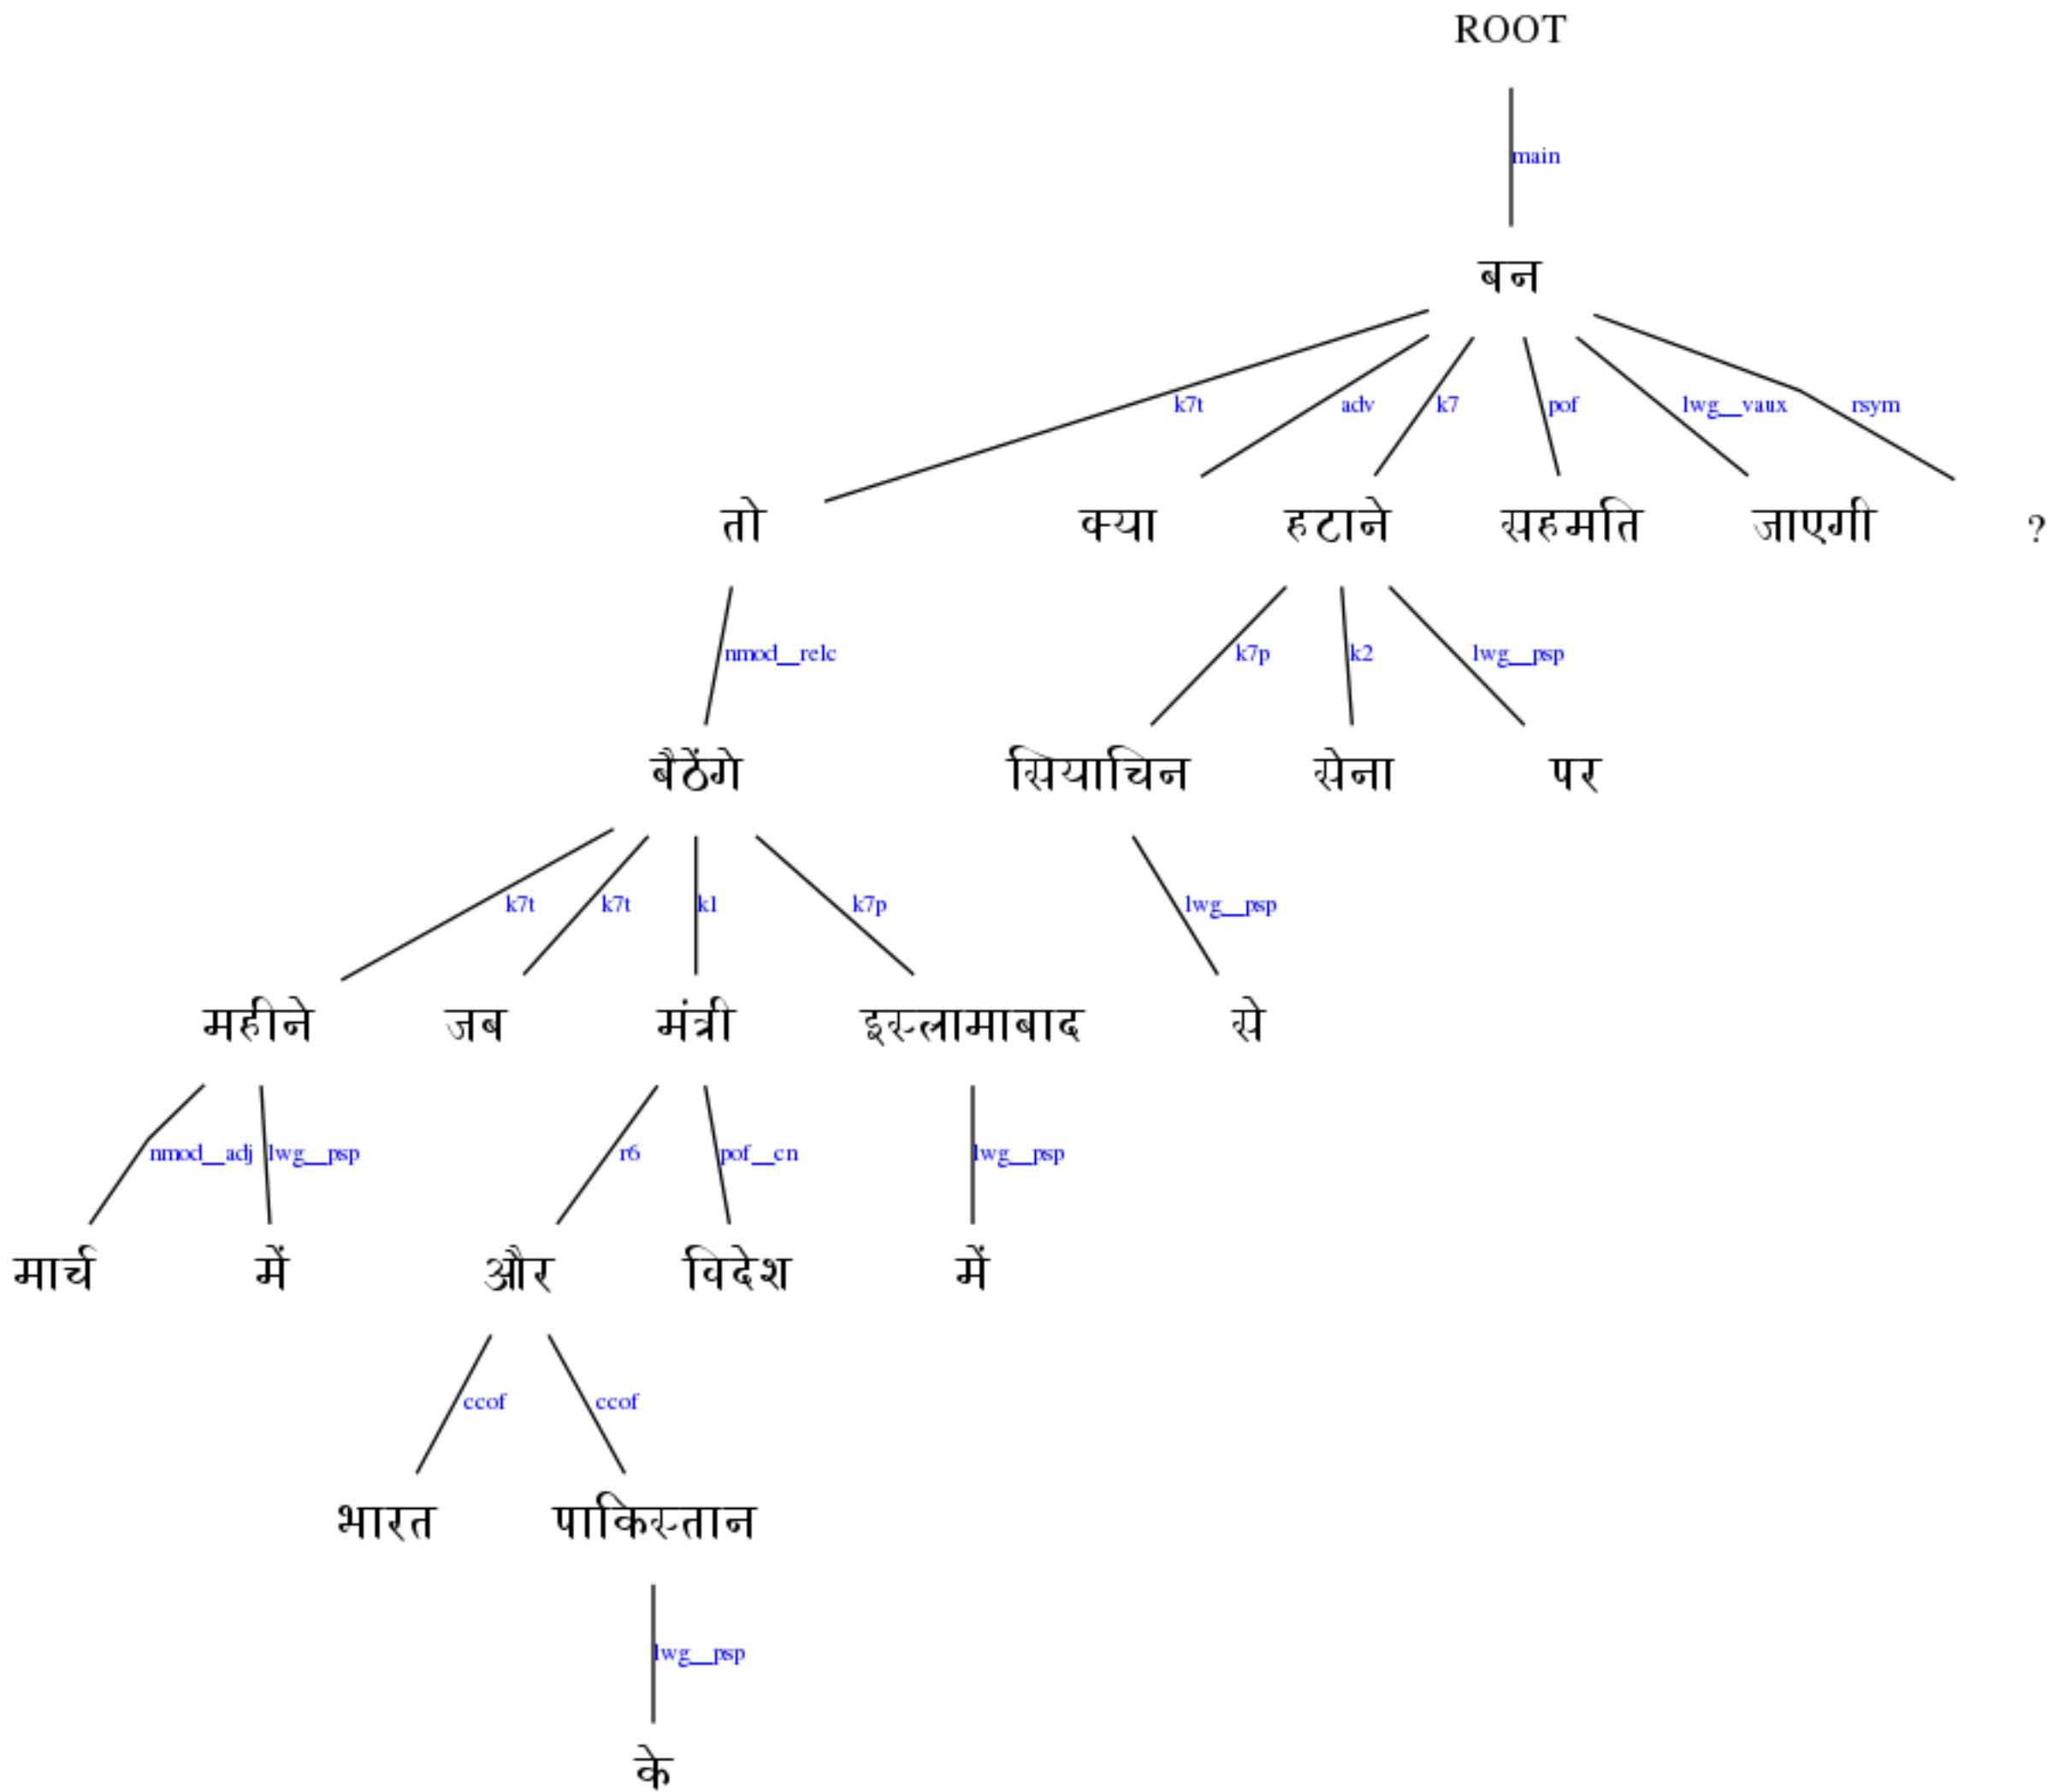 ROOT
main
बन
k7t adv k7 pof lwg__vaux rsym
तो क्या हटाने सहमति जाएगी ?
nmod__relc k7p k2 lwg__psp
बैठेंगे सियाचिन सेना पर
k7t k7t k1 k7p lwg__psp
महीने जब मंत्री इस्लामाबाद से
nmod__adj lwg__psp r6 pof__cn lwg__psp
मार्च में और विदेश में
ccof ccof
भारत पाकिस्तान
lwg__psp
के